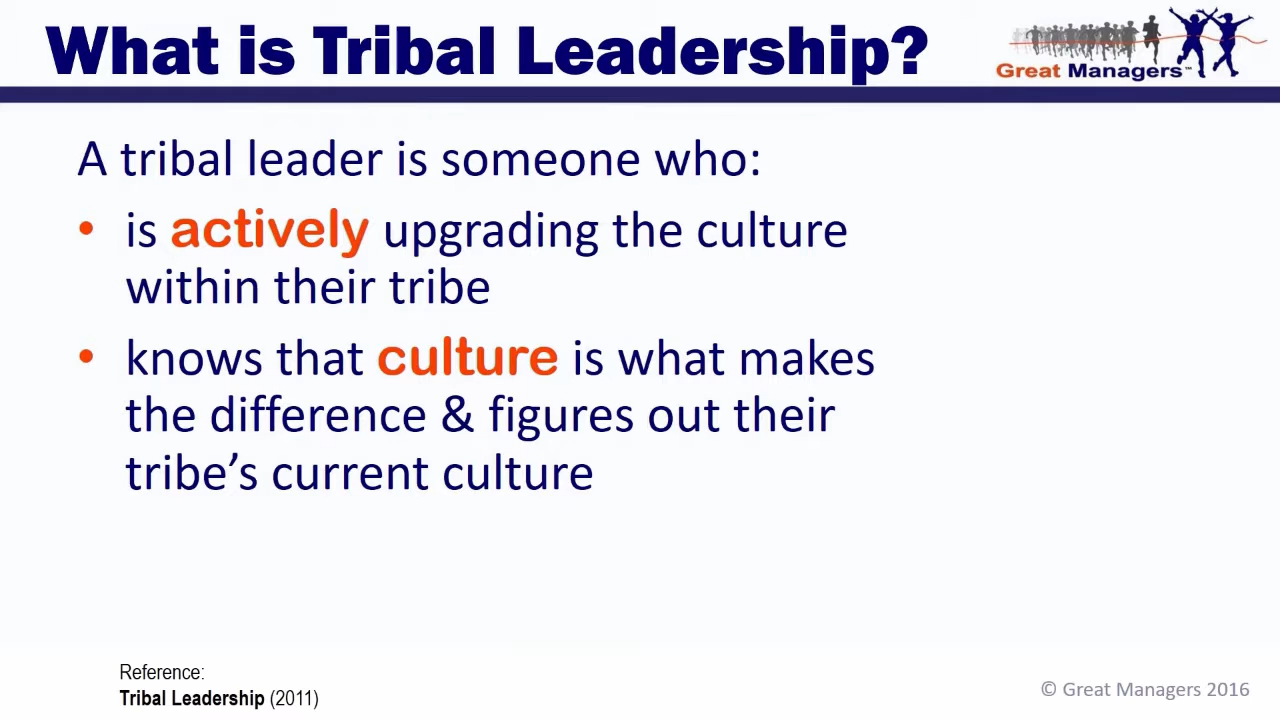 What is Tribal Leadership?
Great Managers™
A tribal leader is someone who:
• is actively upgrading the culture
within their tribe
• knows that culture is what makes
the difference & figures out their
tribe’s current culture
Reference:
Tribal Leadership (2011)
© Great Managers 2016